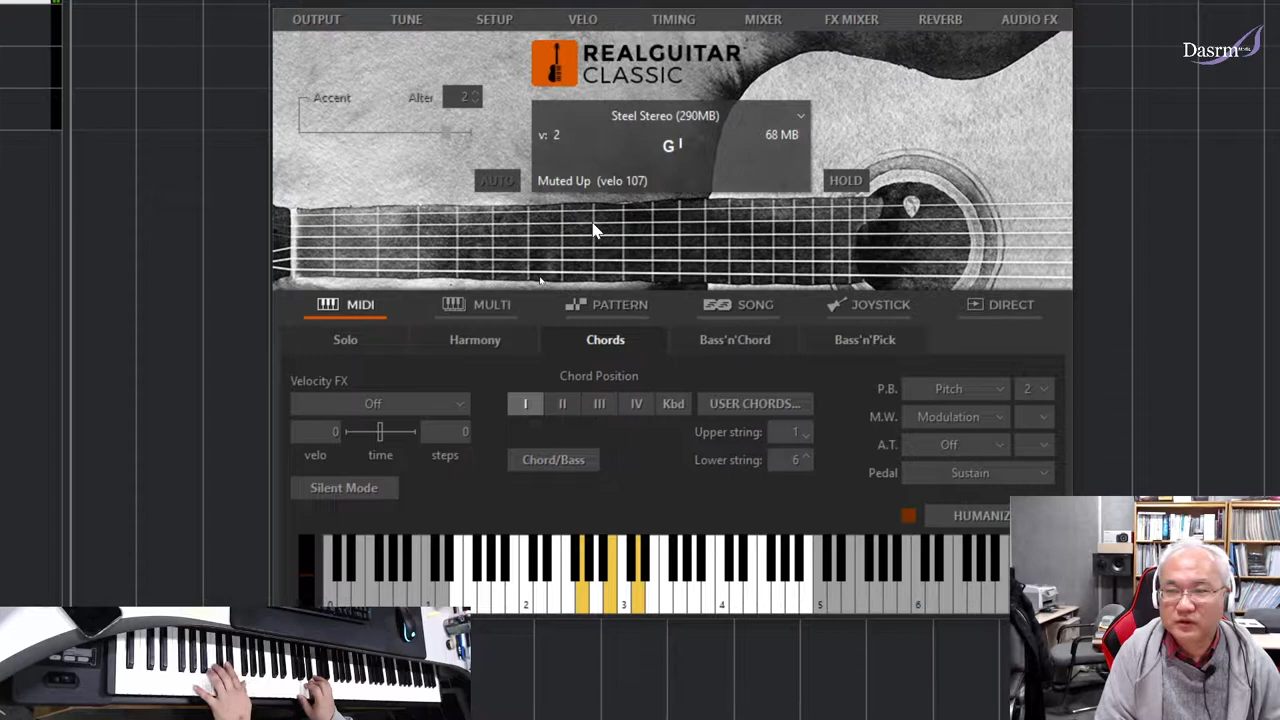 OUTPUT TUNE SETUP VELO TIMING MIXER FX MIXER REVERB AUDIO FX
Dasrm
REALGUITAR
CLASSIC
Accent Alter 2
Steel Stereo (290MB)
v: 2 68 MB
G I
AUTO Muted Up (velo 107) HOLD
MIDI MULTI PATTERN SONG JOYSTICK DIRECT
Solo Harmony Chords Bass'n'Chord Bass'n'Pick
Velocity FX Chord Position P.B. Pitch 2
Off I II III IV Kbd USER CHORDS... M.W. Modulation
0 0 Upper string: 1 A.T. Off
velo time steps Chord/Bass Lower string: 6 Pedal Sustain
Silent Mode
HUMANIZ
0 1 2 3 4 5 6